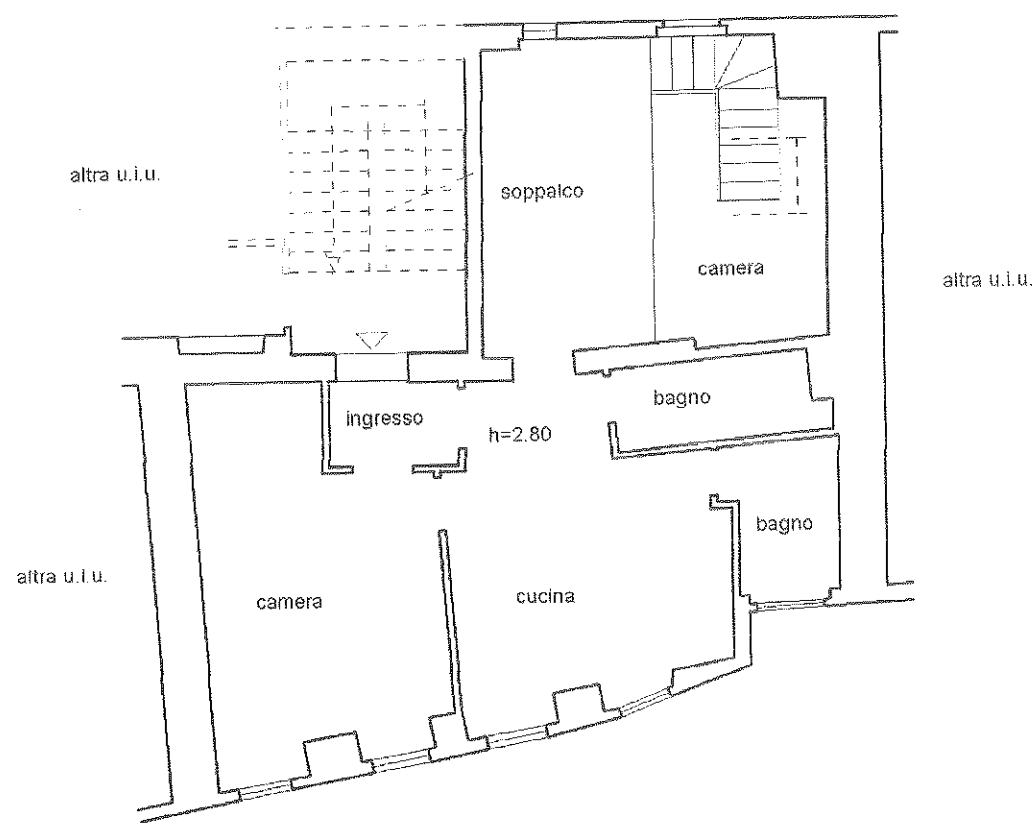 altra u.i.u.
soppalco
camera
altra u.i.u.
bagno
ingresso
h=2.80
bagno
altra u.i.u.
camera
cucina